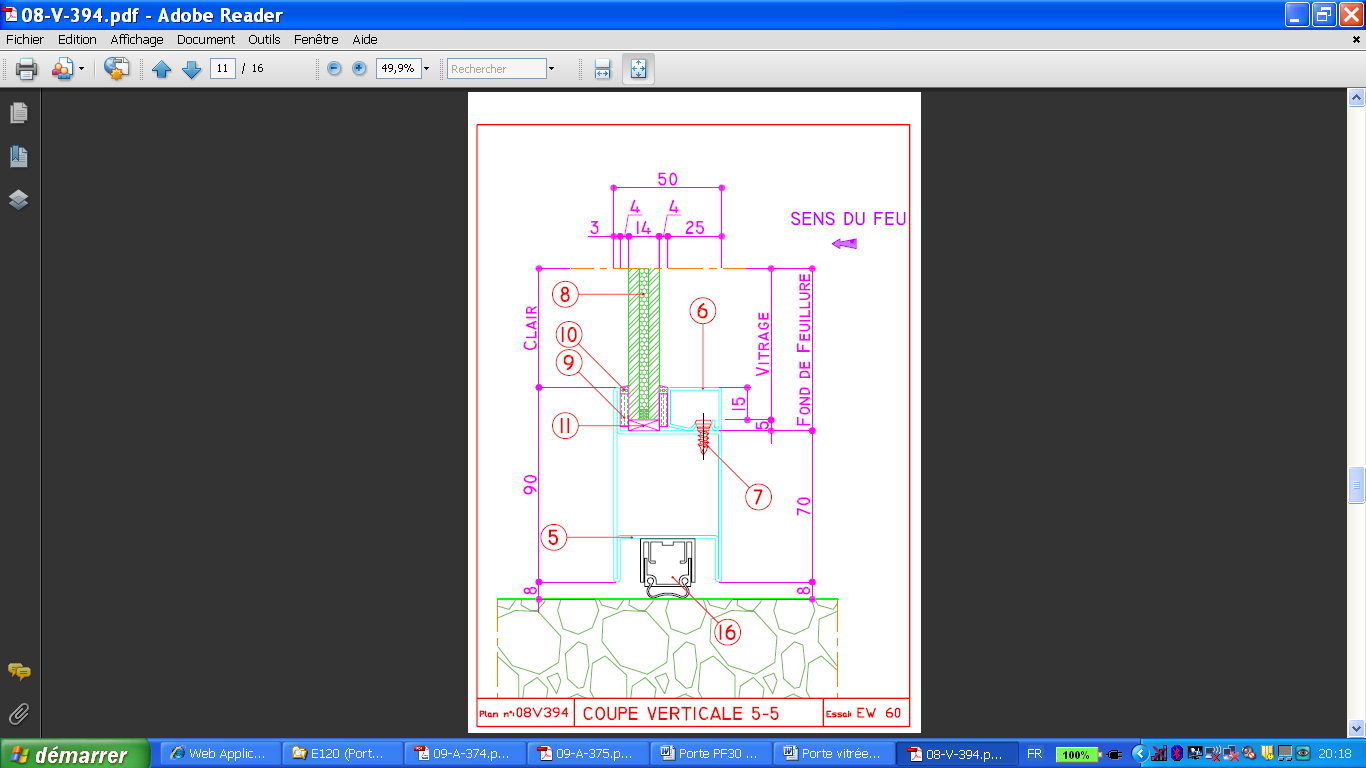 08-V-394.pdf - Adobe Reader
Fichier Edition Affichage Document Outils Fenêtre Aide
11 / 16 49,9% Rechercher
50
4 4
3 14 25
SENS DU FEU
8
6
CLAIR
10
9
VITRAGE
FOND DE FEUILLURE
15
5
11
90
7
70
5
8
8
16
Plan n°: 08V394 COUPE VERTICALE 5-5 Essai: EW 60
démarrer Web Applic... E120 (Port... 09-A-374.p... 09-A-375.p... Porte PF30 ... Porte vitrée... 08-V-394.p... FR 100% 20:18